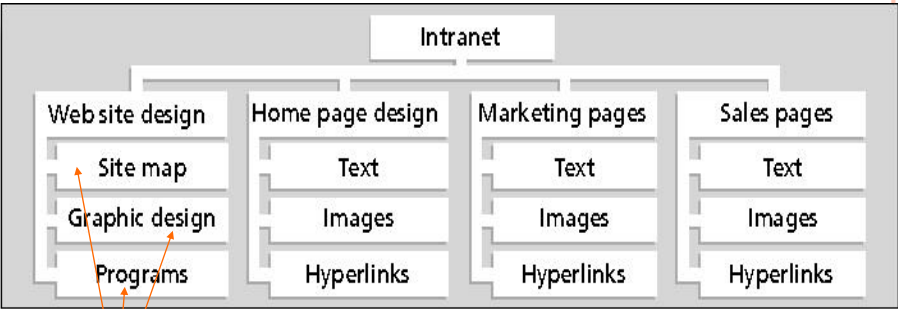 Intranet
Web site design
Home page design
Marketing pages
Sales pages
Site map
Text
Text
Text
Graphic design
Images
Images
Images
Programs
Hyperlinks
Hyperlinks
Hyperlinks